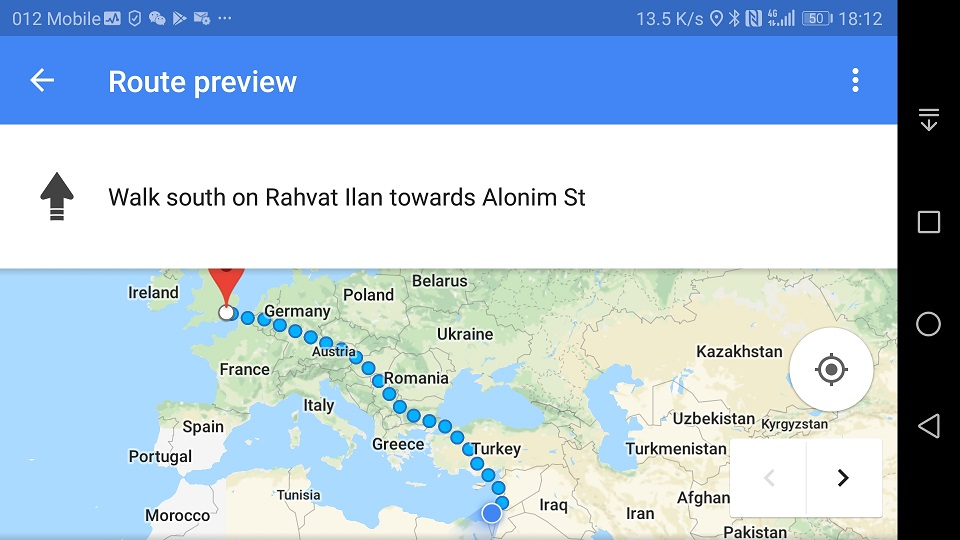 012 Mobile ... 13.5 K/s 4G 50 18:12
Route preview
Walk south on Rahvat Ilan towards Alonim St
Belarus
Ireland
Poland
Germany
Ukraine
Austria
Kazakhstan
France
Romania
Italy
Uzbekistan
Kyrgyzstan
Spain
Greece
Turkey
Turkmenistan
Portugal
Tunisia
Afghan
Iraq
Iran
Morocco
Pakistan